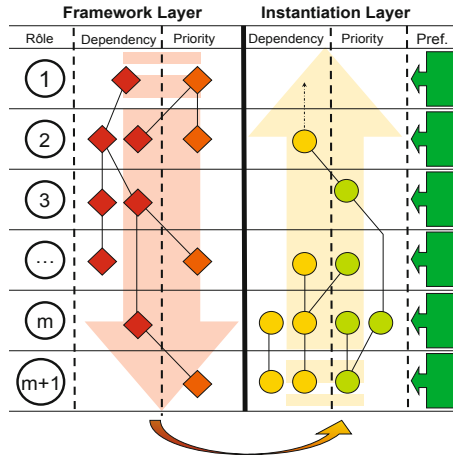 Framework Layer Instantiation Layer
Rôle Dependency Priority Dependency Priority Pref.
1
2
3
...
m
m+1